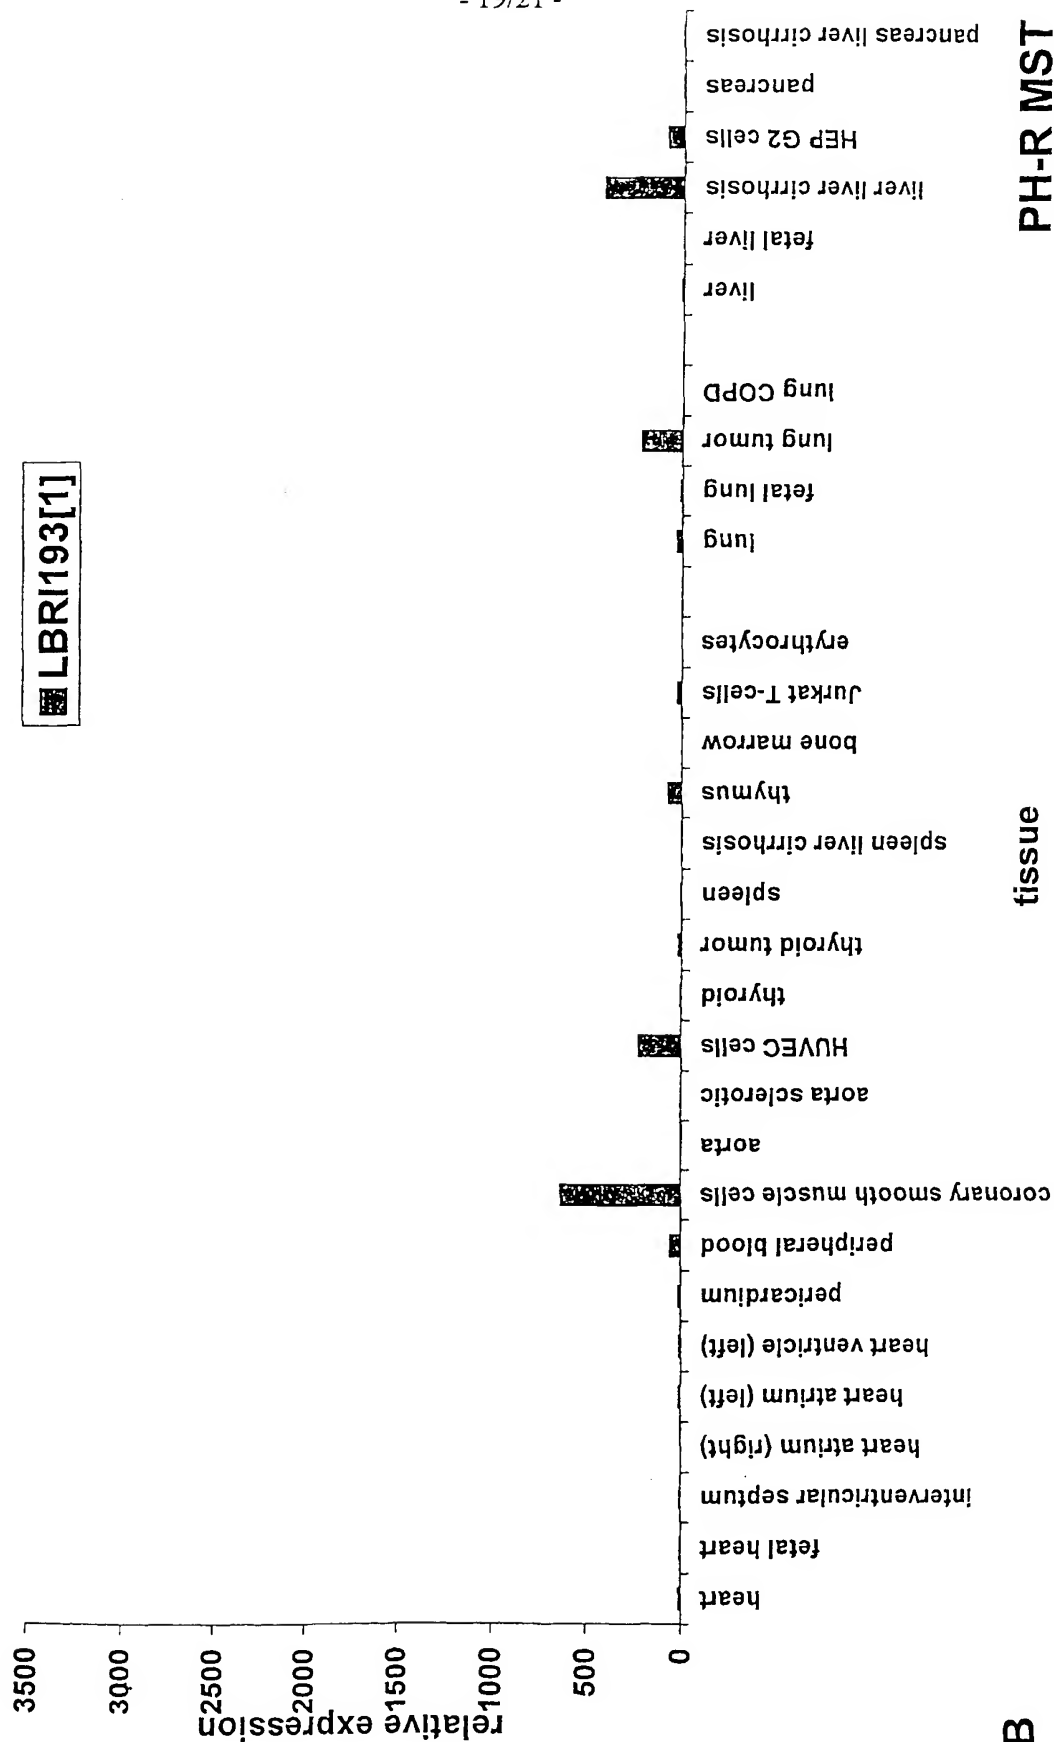 - 19/21 -
LBRI193[1]
relative expression
3500
3000
2500
2000
1500
1000
500
0
heart
fetal heart
interventricular septum
heart atrium (right)
heart atrium (left)
heart ventricle (left)
pericardium
peripheral blood
coronary smooth muscle cells
aorta
aorta sclerotic
HUVEC cells
thyroid
thyroid tumor
spleen
spleen liver cirrhosis
thymus
bone marrow
Jurkat T-cells
erythrocytes
lung
fetal lung
lung tumor
lung COPD
liver
fetal liver
liver liver cirrhosis
HEP G2 cells
pancreas
pancreas liver cirrhosis
tissue
PH-R MST
B